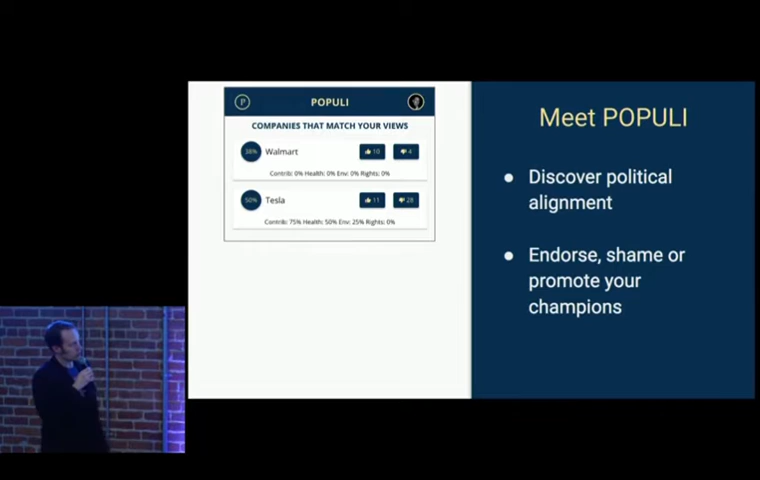 P
POPULI
COMPANIES THAT MATCH YOUR VIEWS
38% Walmart 10 4
Contrib: 0% Health: 0% Env: 0% Rights: 0%
50% Tesla 11 28
Contrib: 75% Health: 50% Env: 25% Rights: 0%
Meet POPULI
● Discover political
alignment
● Endorse, shame or
promote your
champions